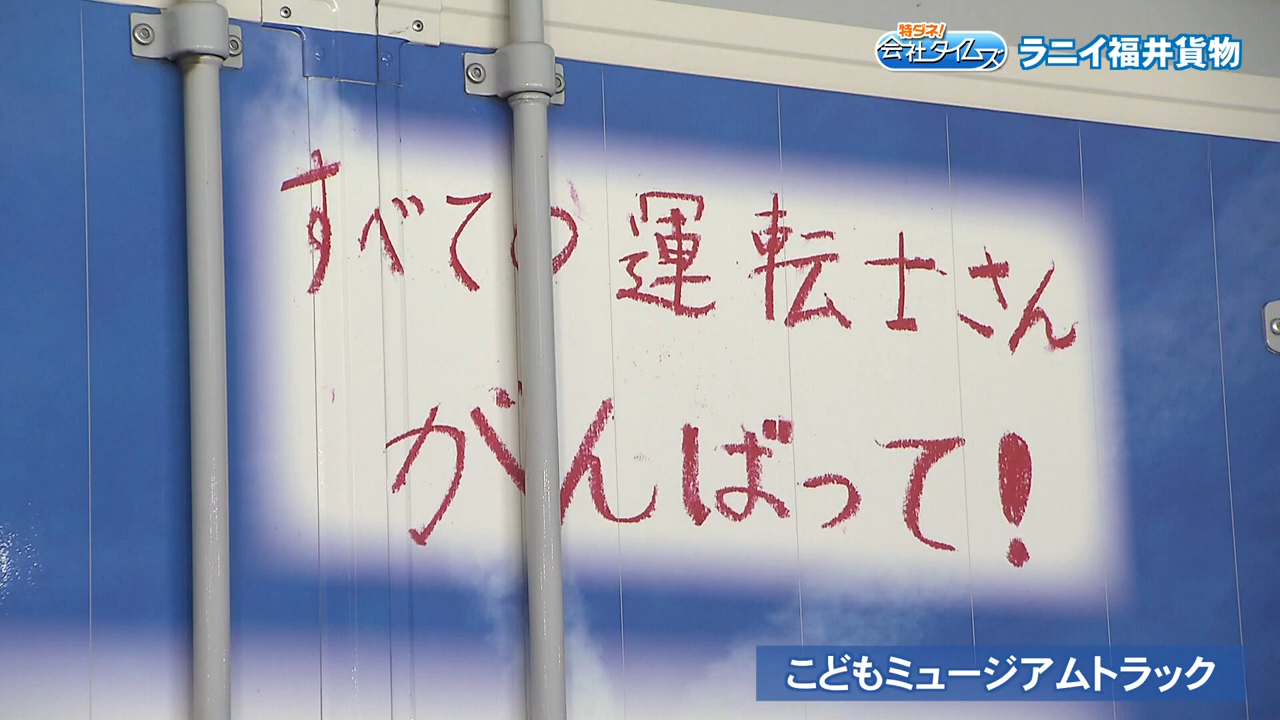 特ダネ!
会社タイムズ
ラニイ福井貨物
すべての運転士さん
がんばって!
こどもミュージアムトラック